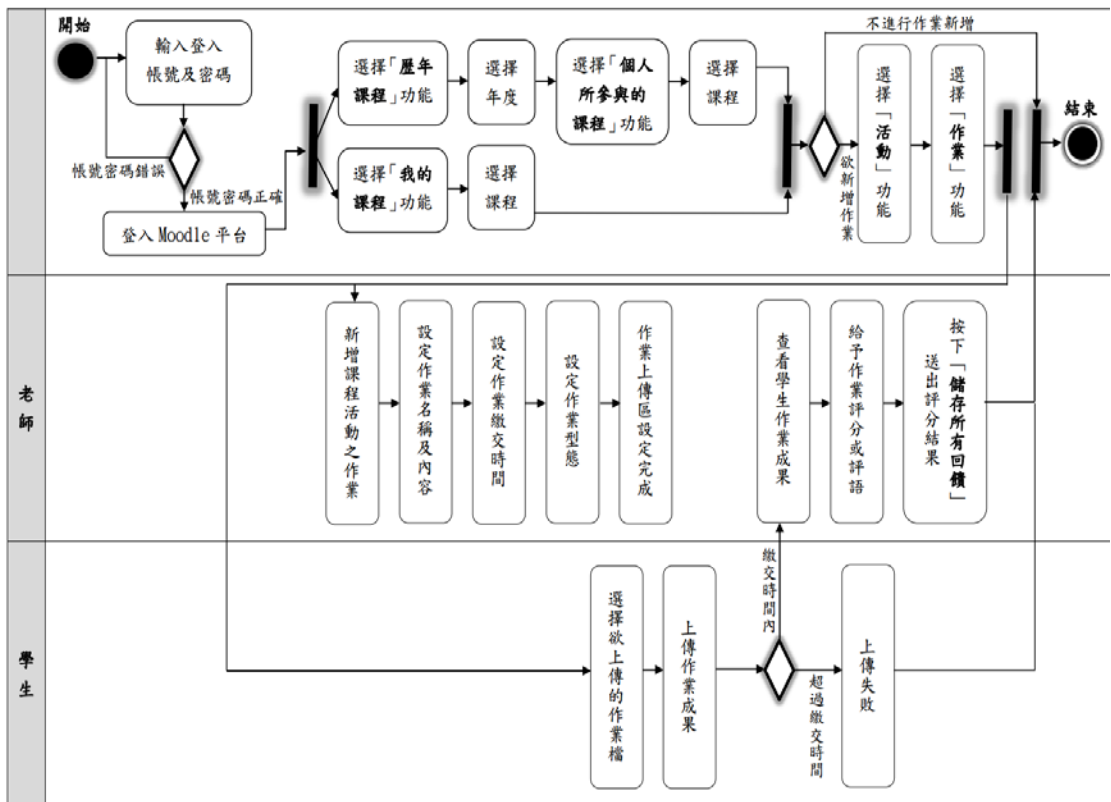 開始
輸入登入
帳號及密碼
帳號密碼錯誤
帳號密碼正確
登入 Moodle 平台
選擇「歷年
課程」功能
選擇
年度
選擇「個人
所參與的
課程」功能
選擇
課程
選擇「我的
課程」功能
選擇
課程
不進行作業新增
欲新增作業
選擇「活動」功能
選擇「作業」功能
結束
老師
新增課程活動之作業
設定作業名稱及內容
設定作業繳交時間
設定作業型態
作業上傳區設定完成
查看學生作業成果
給予作業評分或評語
按下「儲存所有回饋」
送出評分結果
學生
選擇欲上傳的作業檔
上傳作業成果
繳交時間內
超過繳交時間
上傳失敗